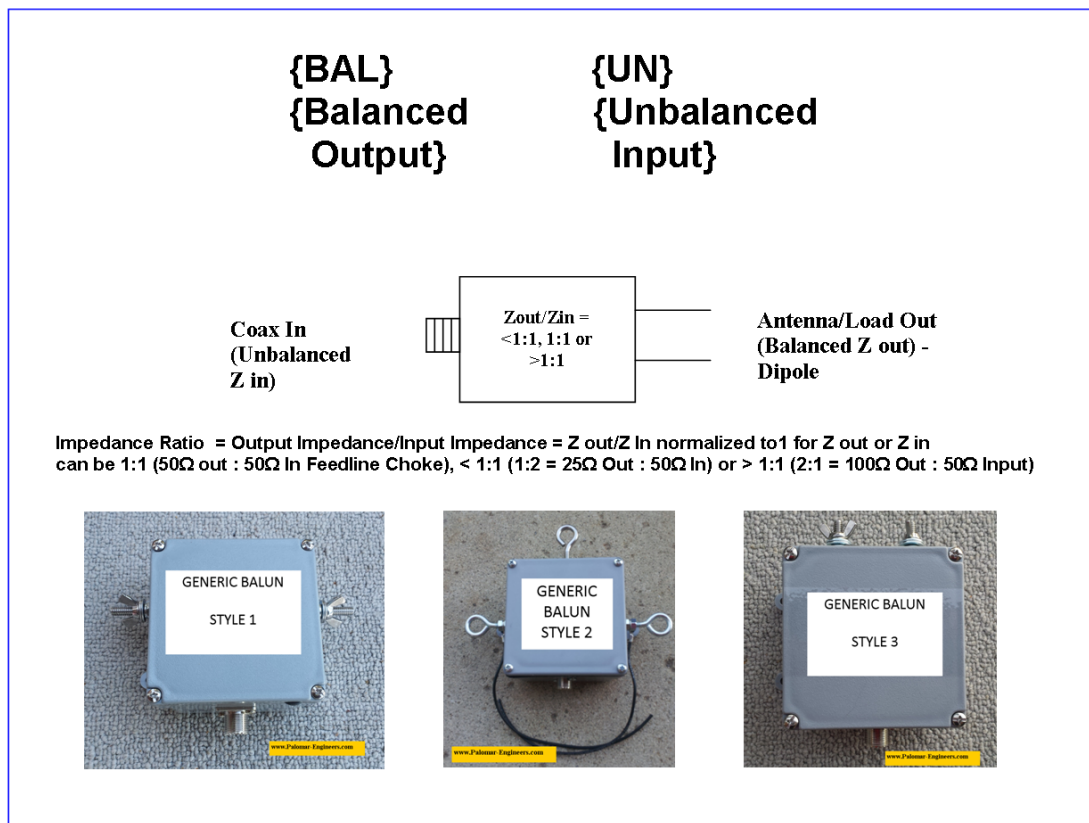 {BAL}
{UN}
{Balanced
Output}
{Unbalanced
Input}
Coax In
(Unbalanced
Z in)
Zout/Zin =
<1:1, 1:1 or
>1:1
Antenna/Load Out
(Balanced Z out) -
Dipole
Impedance Ratio = Output Impedance/Input Impedance = Z out/Z In normalized to1 for Z out or Z in
can be 1:1 (50Ω out : 50Ω In Feedline Choke), < 1:1 (1:2 = 25Ω Out : 50Ω In) or > 1:1 (2:1 = 100Ω Out : 50Ω Input)
GENERIC BALUN
STYLE 1
www.Palomar-Engineers.com
GENERIC
BALUN
STYLE 2
www.Palomar-Engineers.com
GENERIC BALUN
STYLE 3
www.Palomar-Engineers.com